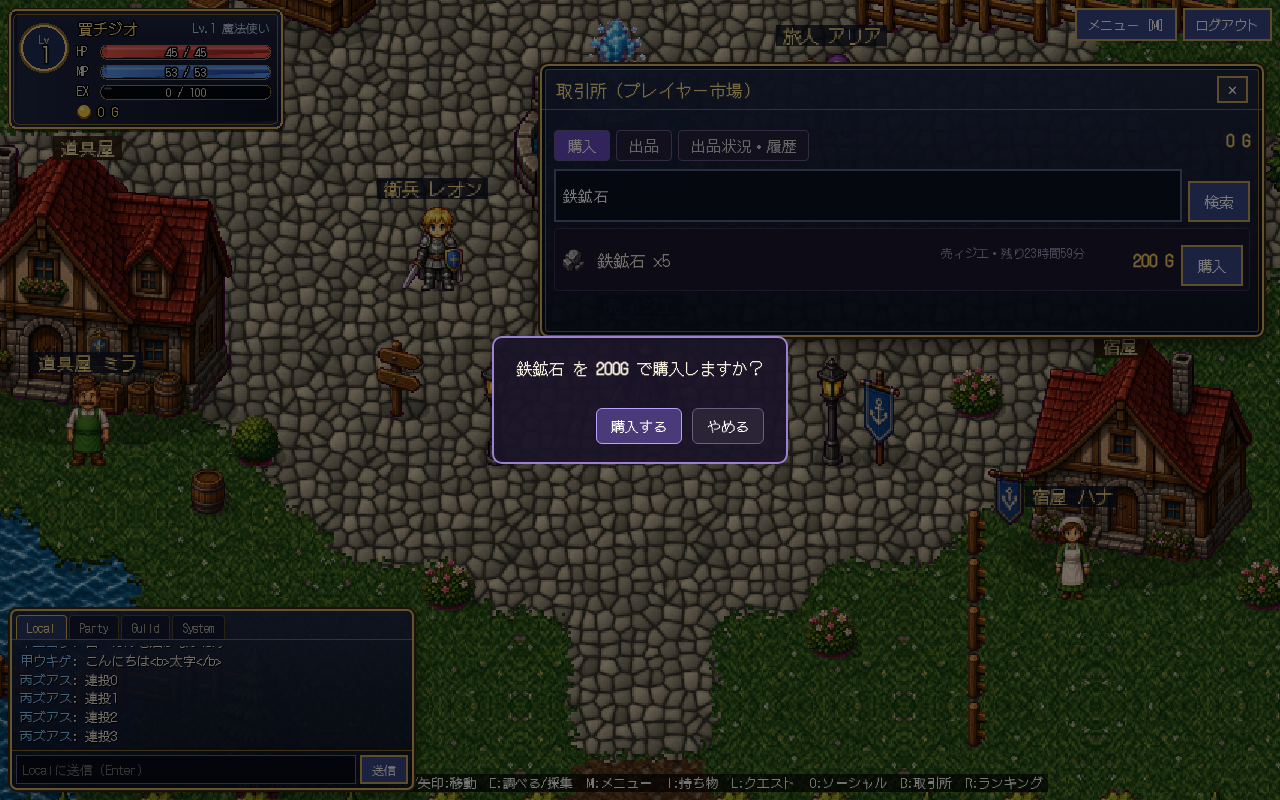 Lv
1
買チジオ Lv.1 魔法使い
HP 45 / 45
MP 53 / 53
EX 0 / 100
0 G
メニュー [M]
ログアウト
旅人 アリア
取引所（プレイヤー市場）
×
購入 出品 出品状況・履歴
0 G
鉄鉱石
検索
鉄鉱石 x5
売ィジエ・残り23時間59分
200 G
購入
道具屋
衛兵 レオン
道具屋 ミラ
宿屋
鉄鉱石 を 200G で購入しますか？
購入する
やめる
宿屋 ハナ
Local Party Guild System
甲ウキゲ: こんにちは<b>太字</b>
丙ズアス: 連投0
丙ズアス: 連投1
丙ズアス: 連投2
丙ズアス: 連投3
Localに送信 (Enter)
送信
矢印:移動 E:調べる/採集 M:メニュー I:持ち物 L:クエスト O:ソーシャル B:取引所 R:ランキング